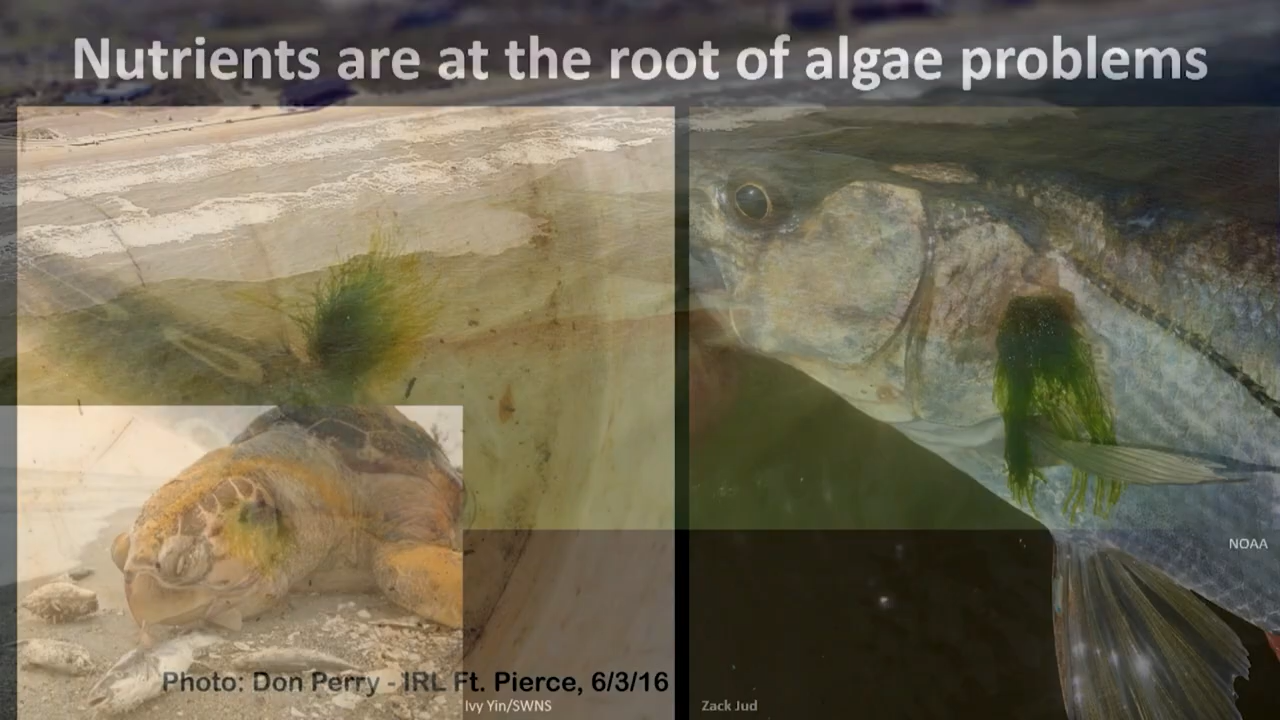 Nutrients are at the root of algae problems
NOAA
Photo: Don Perry - IRL Ft. Pierce, 6/3/16
Ivy Yin/SWNS
Zack Jud